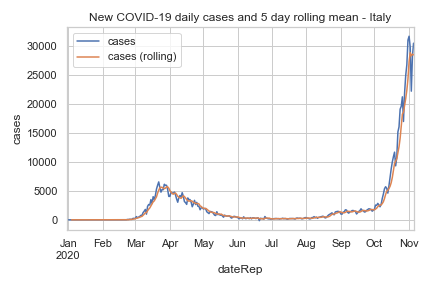 New COVID-19 daily cases and 5 day rolling mean - Italy
cases
cases (rolling)
30000
25000
20000
15000
10000
5000
0
cases
Jan Feb Mar Apr May Jun Jul Aug Sep Oct Nov
2020
dateRep